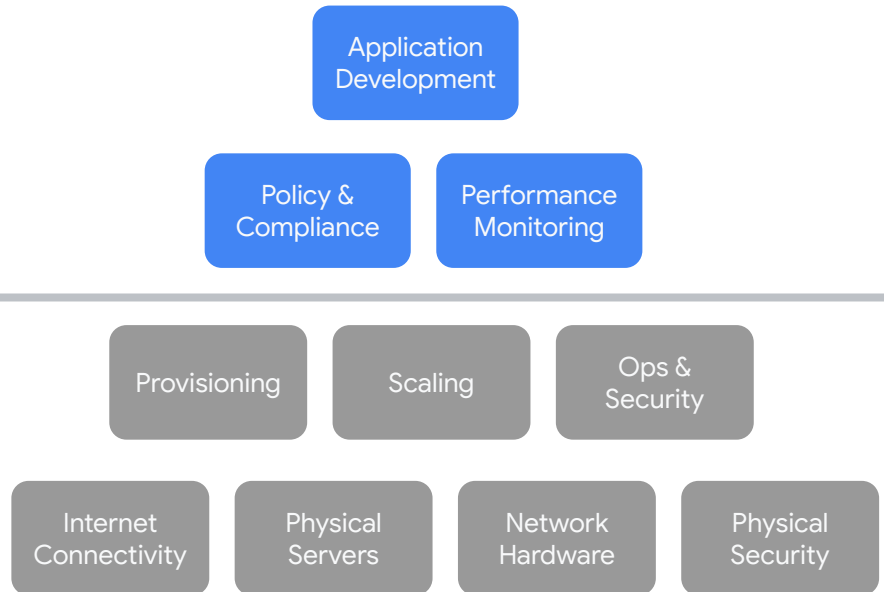 Application
Development
Policy &
Compliance
Performance
Monitoring
Provisioning
Scaling
Ops &
Security
Internet
Connectivity
Physical
Servers
Network
Hardware
Physical
Security